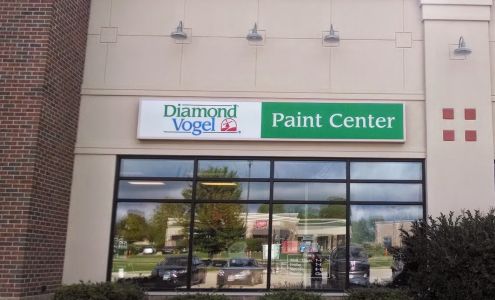 Diamond
Vogel
Paint Center